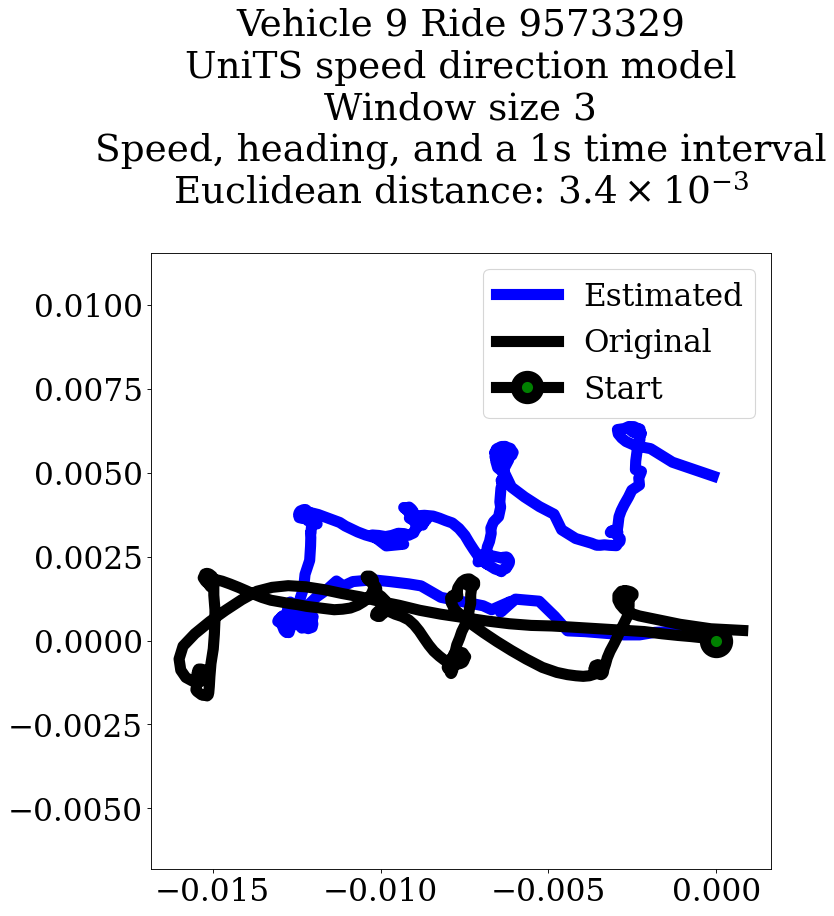 Vehicle 9 Ride 9573329
UniTS speed direction model
Window size 3
Speed, heading, and a 1s time interval
Euclidean distance: 3.4 × 10⁻³
Estimated
Original
Start
0.0100
0.0075
0.0050
0.0025
0.0000
−0.0025
−0.0050
−0.015 −0.010 −0.005 0.000